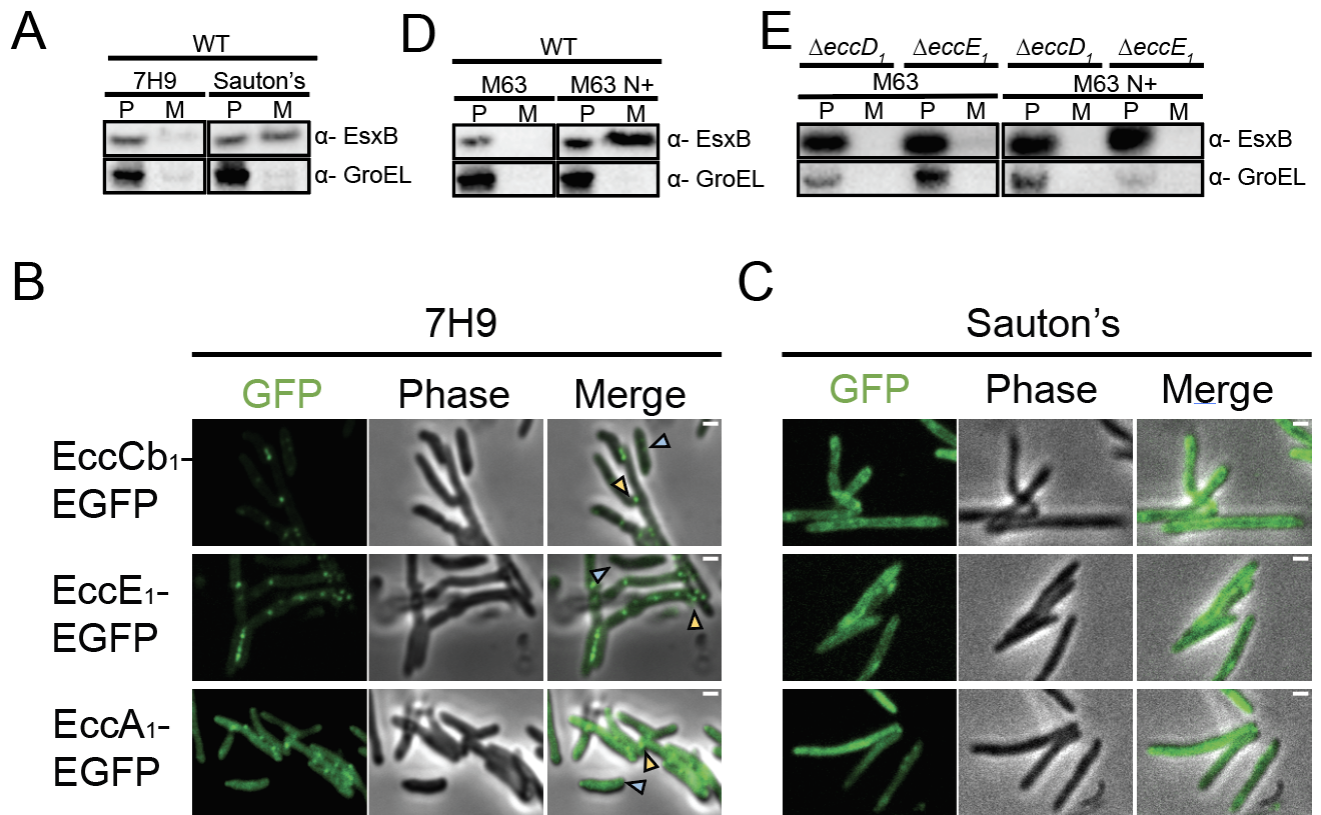 A
WT
7H9 Sauton's
P M P M
α- EsxB
α- GroEL
D
WT
M63 M63 N+
P M P M
α- EsxB
α- GroEL
E
ΔeccD₁ ΔeccE₁ ΔeccD₁ ΔeccE₁
M63 M63 N+
P M P M P M P M
α- EsxB
α- GroEL
B
7H9
GFP Phase Merge
EccCb₁-
EGFP
EccE₁-
EGFP
EccA₁-
EGFP
C
Sauton's
GFP Phase Merge